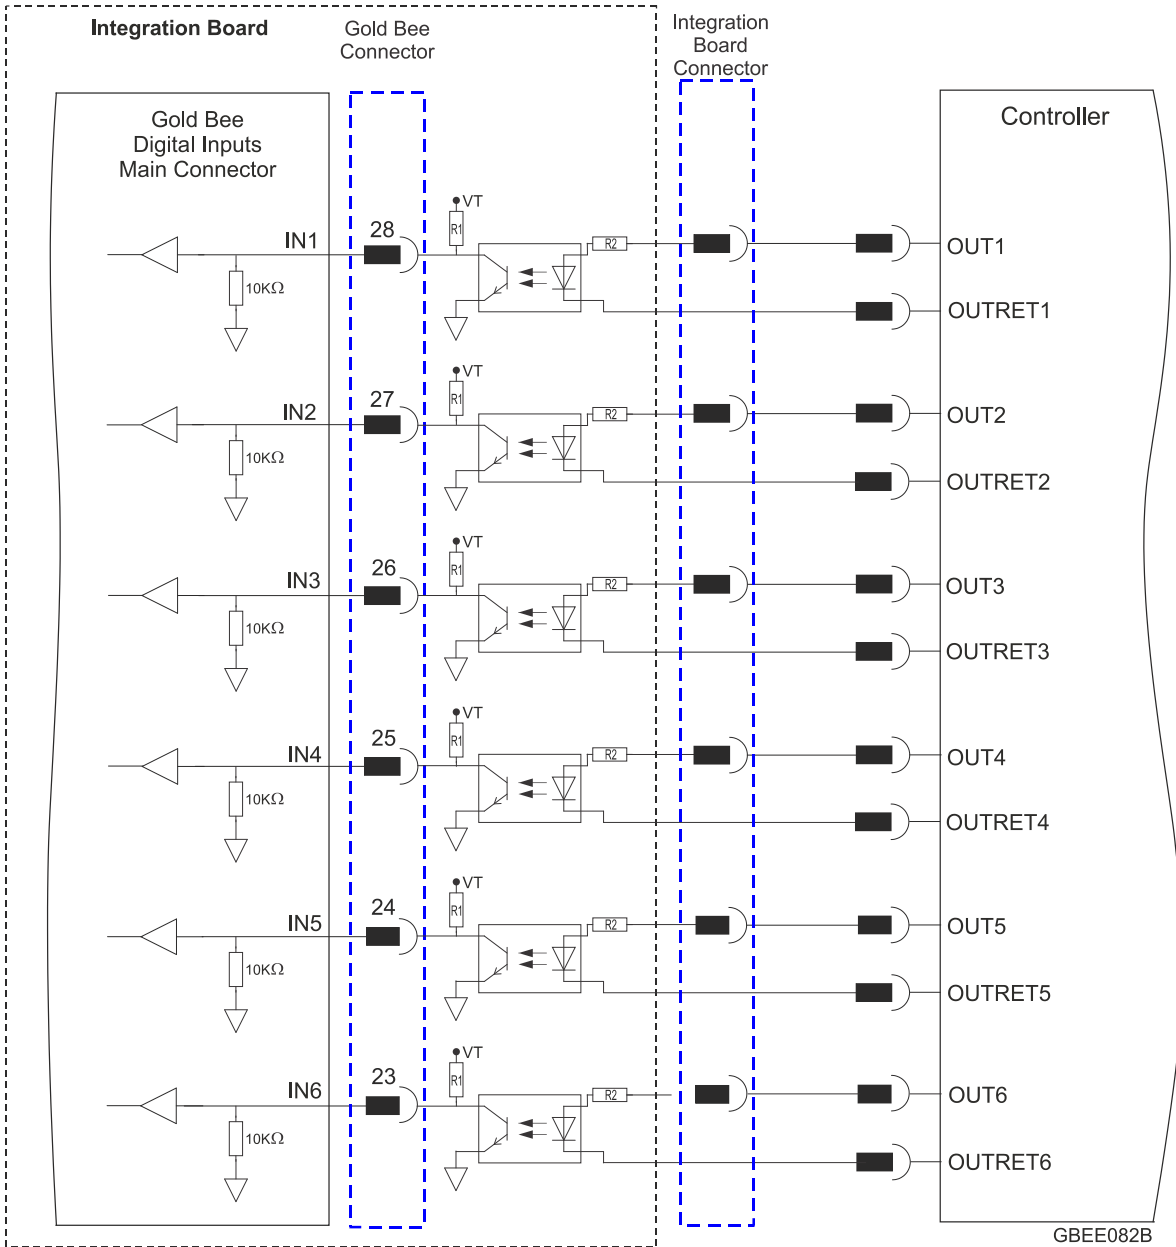 Integration Board
Gold Bee
Connector
Integration
Board
Connector
Gold Bee
Digital Inputs
Main Connector
Controller
VT
R1
IN1
28
R2
OUT1
10KΩ
OUTRET1
VT
R1
IN2
27
R2
OUT2
10KΩ
OUTRET2
VT
R1
IN3
26
R2
OUT3
10KΩ
OUTRET3
VT
R1
IN4
25
R2
OUT4
10KΩ
OUTRET4
VT
R1
IN5
24
R2
OUT5
10KΩ
OUTRET5
VT
R1
IN6
23
R2
OUT6
10KΩ
OUTRET6
GBEE082B